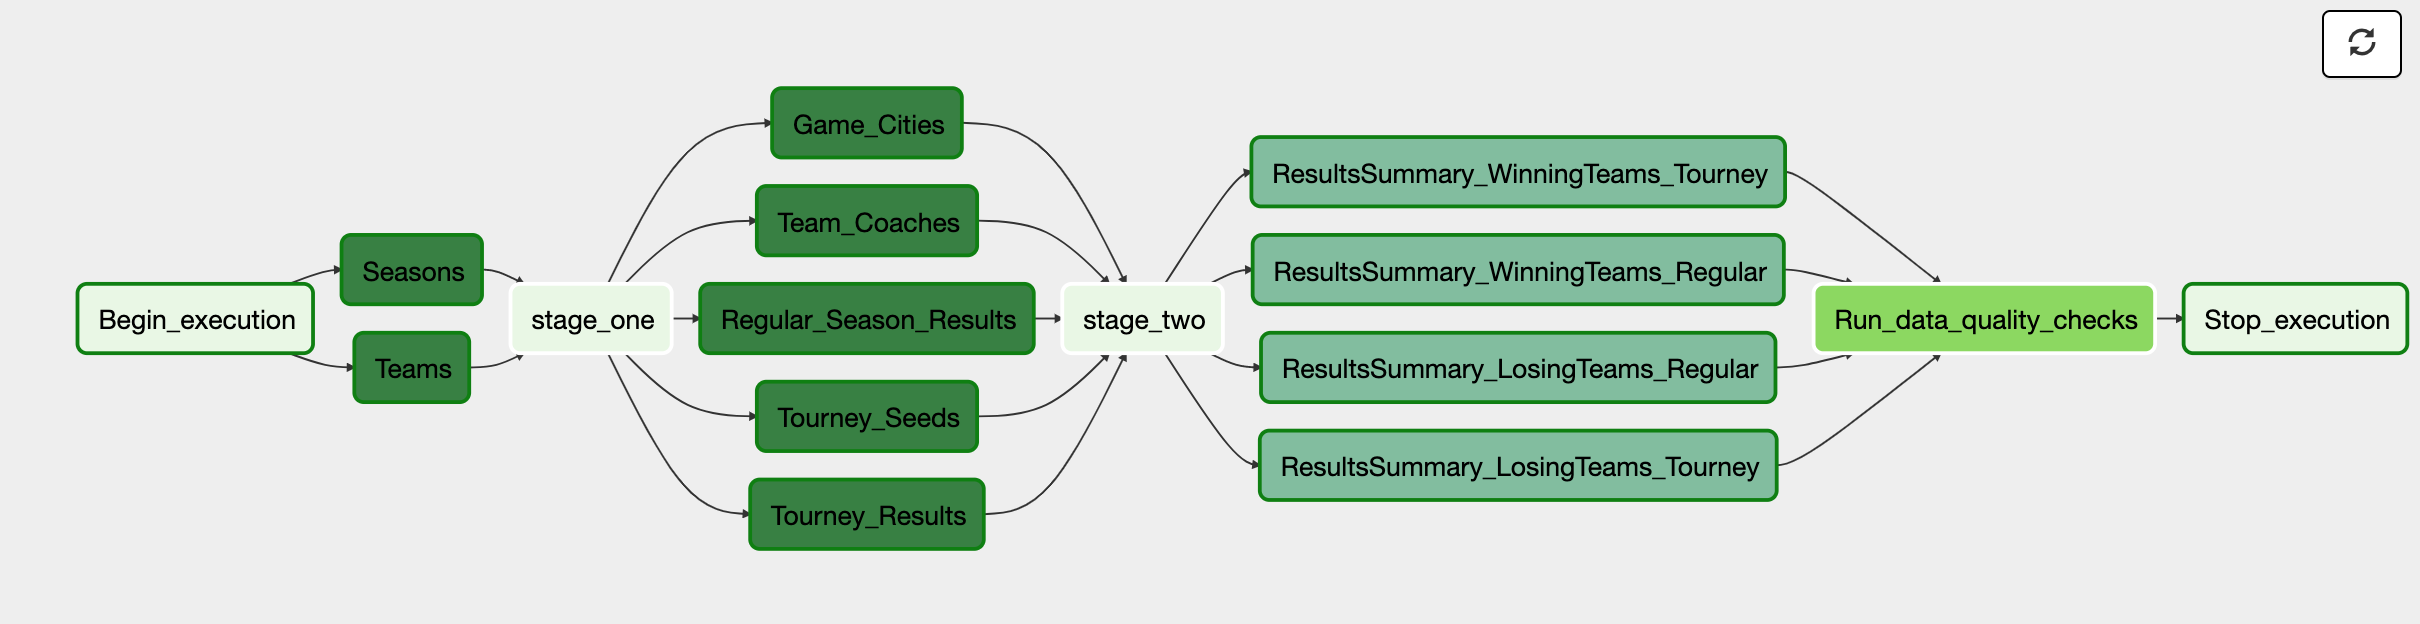 Begin_execution
Seasons
Teams
stage_one
Game_Cities
Team_Coaches
Regular_Season_Results
Tourney_Seeds
Tourney_Results
stage_two
ResultsSummary_WinningTeams_Tourney
ResultsSummary_WinningTeams_Regular
ResultsSummary_LosingTeams_Regular
ResultsSummary_LosingTeams_Tourney
Run_data_quality_checks
Stop_execution